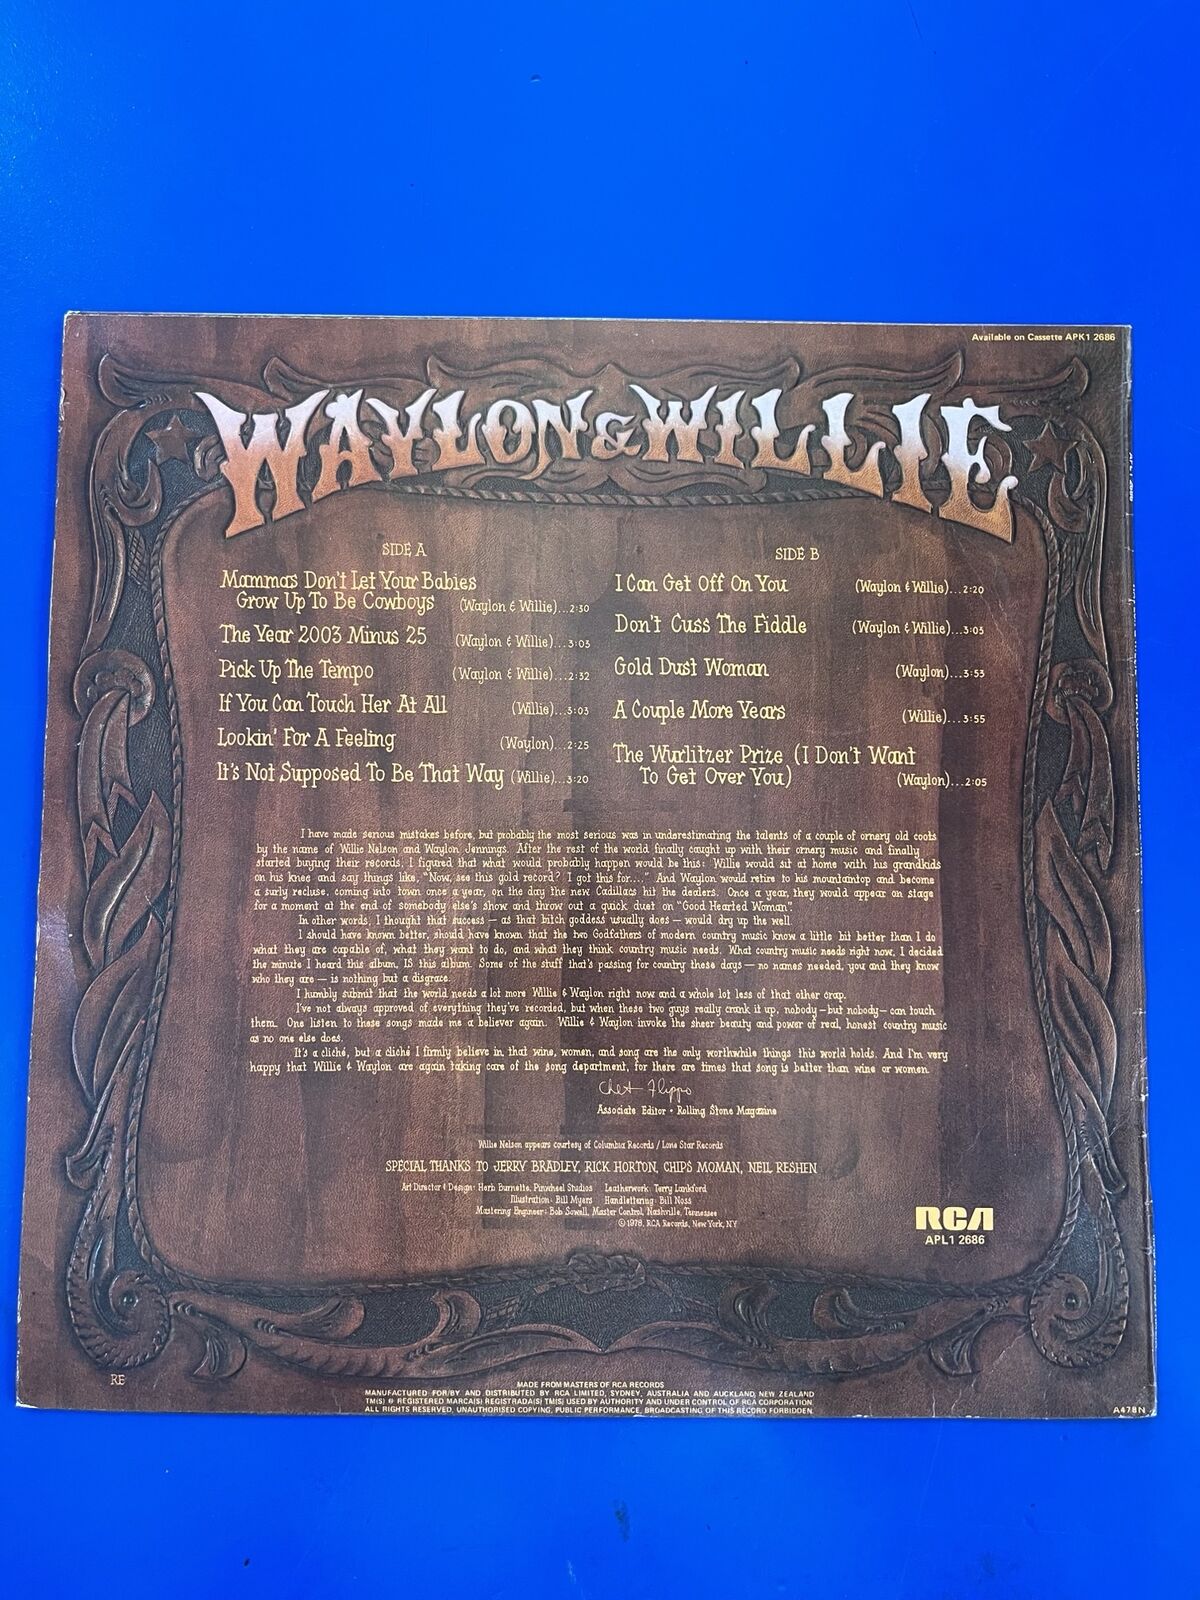 Available on Cassette APK1 2686
WAYLON & WILLIE
SIDE A
Mammas Don't Let Your Babies
Grow Up To Be Cowboys (Waylon & Willie)...2:30
The Year 2003 Minus 25 (Waylon & Willie)...3:03
Pick Up The Tempo (Waylon & Willie)...2:32
If You Can Touch Her At All (Willie)...3:03
Lookin' For A Feeling (Waylon)...2:25
It's Not Supposed To Be That Way (Willie)...3:20
SIDE B
I Can Get Off On You (Waylon & Willie)...2:20
Don't Cuss The Fiddle (Waylon & Willie)...3:03
Gold Dust Woman (Waylon)...3:53
A Couple More Years (Willie)...3:55
The Wurlitzer Prize (I Don't Want
To Get Over You) (Waylon)...2:05
I have made serious mistakes before, but probably the most serious was in underestimating the talents of a couple of ornery old coots
by the name of Willie Nelson and Waylon Jennings. After the rest of the world finally caught up with their ornery music and finally
started buying their records, I figured that what would probably happen would be this: Willie would sit at home with his grandkids
on his knee and say things like, "Now, see this gold record? I got this for...." And Waylon would retire to his mountaintop and become
a surly recluse, coming into town once a year, on the day the new Cadillacs hit the dealers. Once a year, they would appear on stage
for a moment at the end of somebody else's show and throw out a quick duet on "Good Hearted Woman".
In other words, I thought that success — as that bitch goddess usually does — would dry up the well.
I should have known better, should have known that the two Godfathers of modern country music know a little bit better than I do
what they are capable of, what they want to do, and what they think country music needs. What country music needs right now, I decided
the minute I heard this album, IS this album. Some of the stuff that's passing for country these days — no names needed, you and they know
who they are — is nothing but a disgrace.
I humbly submit that the world needs a lot more Willie & Waylon right now and a whole lot less of that other crap.
I've not always approved of everything they've recorded, but when these two guys really crank it up, nobody — but nobody — can touch
them. One listen to these songs made me a believer again. Willie & Waylon invoke the sheer beauty and power of real, honest country music
as no one else does.
It's a cliché, but a cliché I firmly believe in, that wine, women, and song are the only worthwhile things this world holds. And I'm very
happy that Willie & Waylon are again taking care of the song department, for there are times that song is better than wine or women.
Chet Flippo
Associate Editor • Rolling Stone Magazine
Willie Nelson appears courtesy of Columbia Records / Lone Star Records
SPECIAL THANKS TO JERRY BRADLEY, RICK HORTON, CHIPS MOMAN, NEIL RESHEN
Art Director & Design: Herb Burnette, Pinwheel Studios Leatherwork: Terry Lankford
Illustration: Bill Myers Handlettering: Bill Noss
Mastering Engineer: Bob Sowell, Master Control, Nashville, Tennessee
© 1978, RCA Records, New York, NY
RCA
APL1 2686
RE
MADE FROM MASTERS OF RCA RECORDS
MANUFACTURED FOR/BY AND DISTRIBUTED BY RCA LIMITED, SYDNEY, AUSTRALIA AND AUCKLAND, NEW ZEALAND
TM(S) ® REGISTERED MARCA(S) REGISTRADA(S) TM(S) USED BY AUTHORITY AND UNDER CONTROL OF RCA CORPORATION.
ALL RIGHTS RESERVED, UNAUTHORISED COPYING, PUBLIC PERFORMANCE, BROADCASTING OF THIS RECORD FORBIDDEN.
A478N